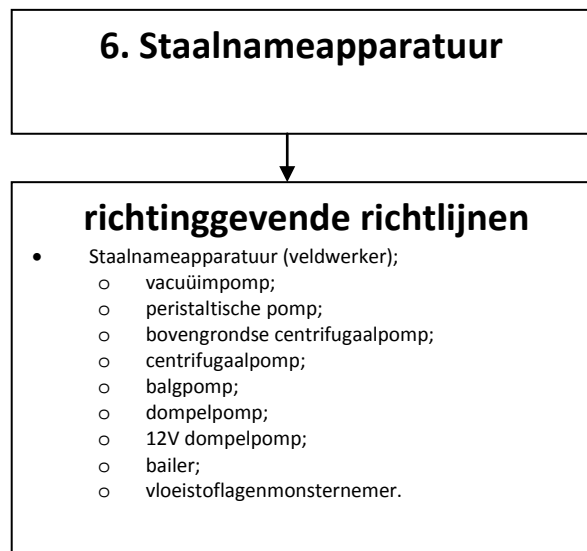 6. Staalnameapparatuur
richtinggevende richtlijnen
• Staalnameapparatuur (veldwerker);
o vacuüimpomp;
o peristaltische pomp;
o bovengrondse centrifugaalpomp;
o centrifugaalpomp;
o balgpomp;
o dompelpomp;
o 12V dompelpomp;
o bailer;
o vloeistoflagenmonsternemer.